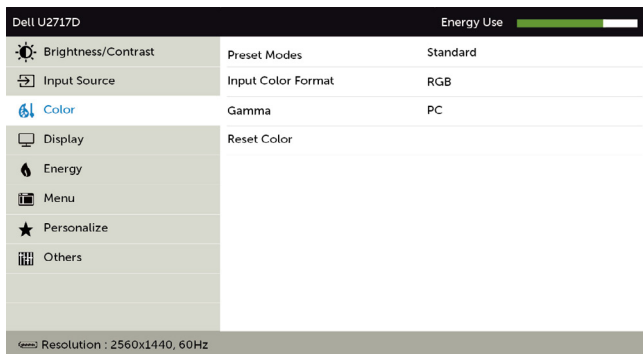 Dell U2717D Energy Use
Brightness/Contrast
Input Source
Color
Display
Energy
Menu
Personalize
Others
Preset Modes Standard
Input Color Format RGB
Gamma PC
Reset Color
Resolution : 2560x1440, 60Hz